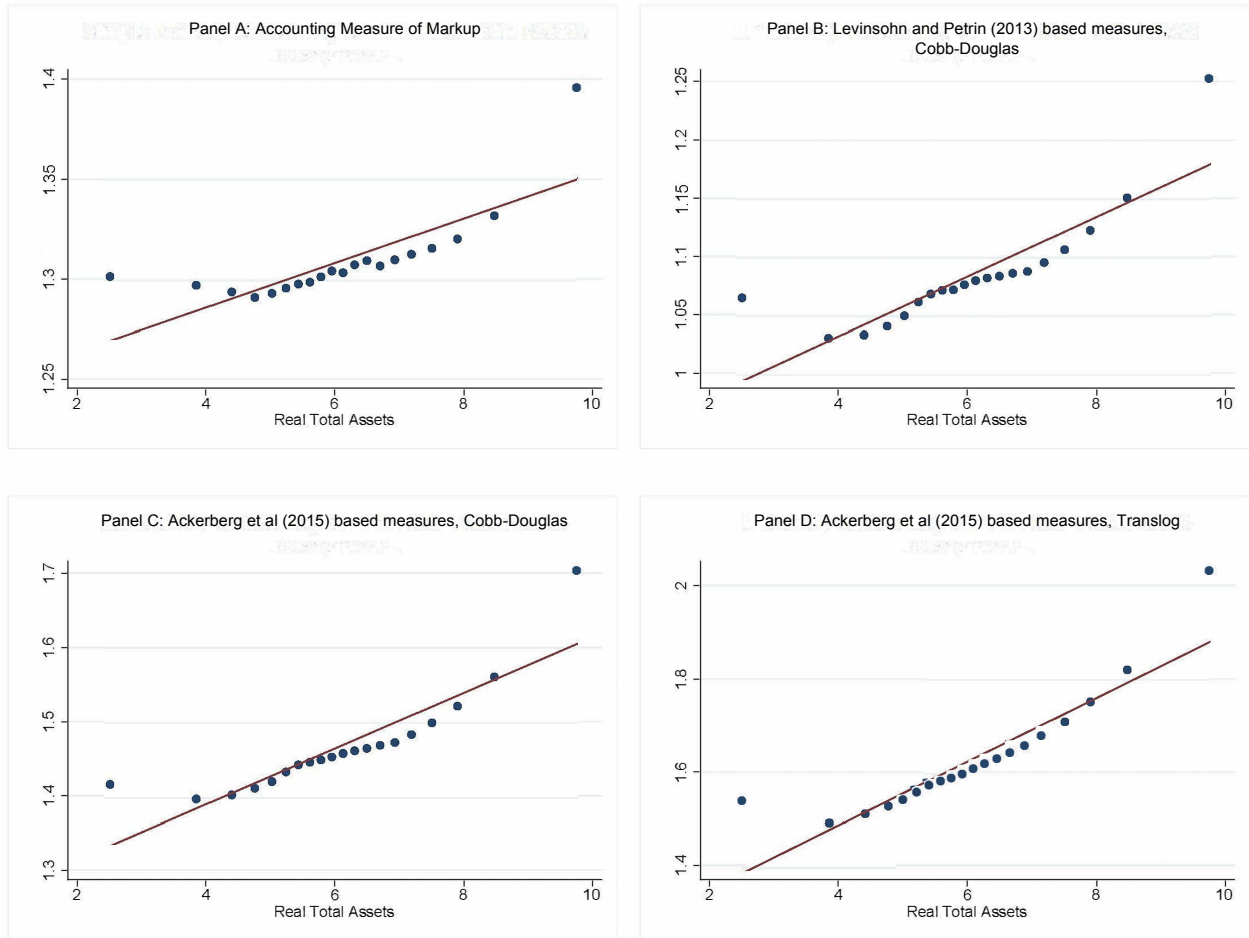 Panel A: Accounting Measure of Markup
1.4
1.35
1.3
1.25
2 4 6 8 10
Real Total Assets
Panel B: Levinsohn and Petrin (2013) based measures,
Cobb-Douglas
1.25
1.2
1.15
1.1
1.05
1
2 4 6 8 10
Real Total Assets
Panel C: Ackerberg et al (2015) based measures, Cobb-Douglas
1.7
1.6
1.5
1.4
1.3
2 4 6 8 10
Real Total Assets
Panel D: Ackerberg et al (2015) based measures, Translog
2
1.8
1.6
1.4
2 4 6 8 10
Real Total Assets